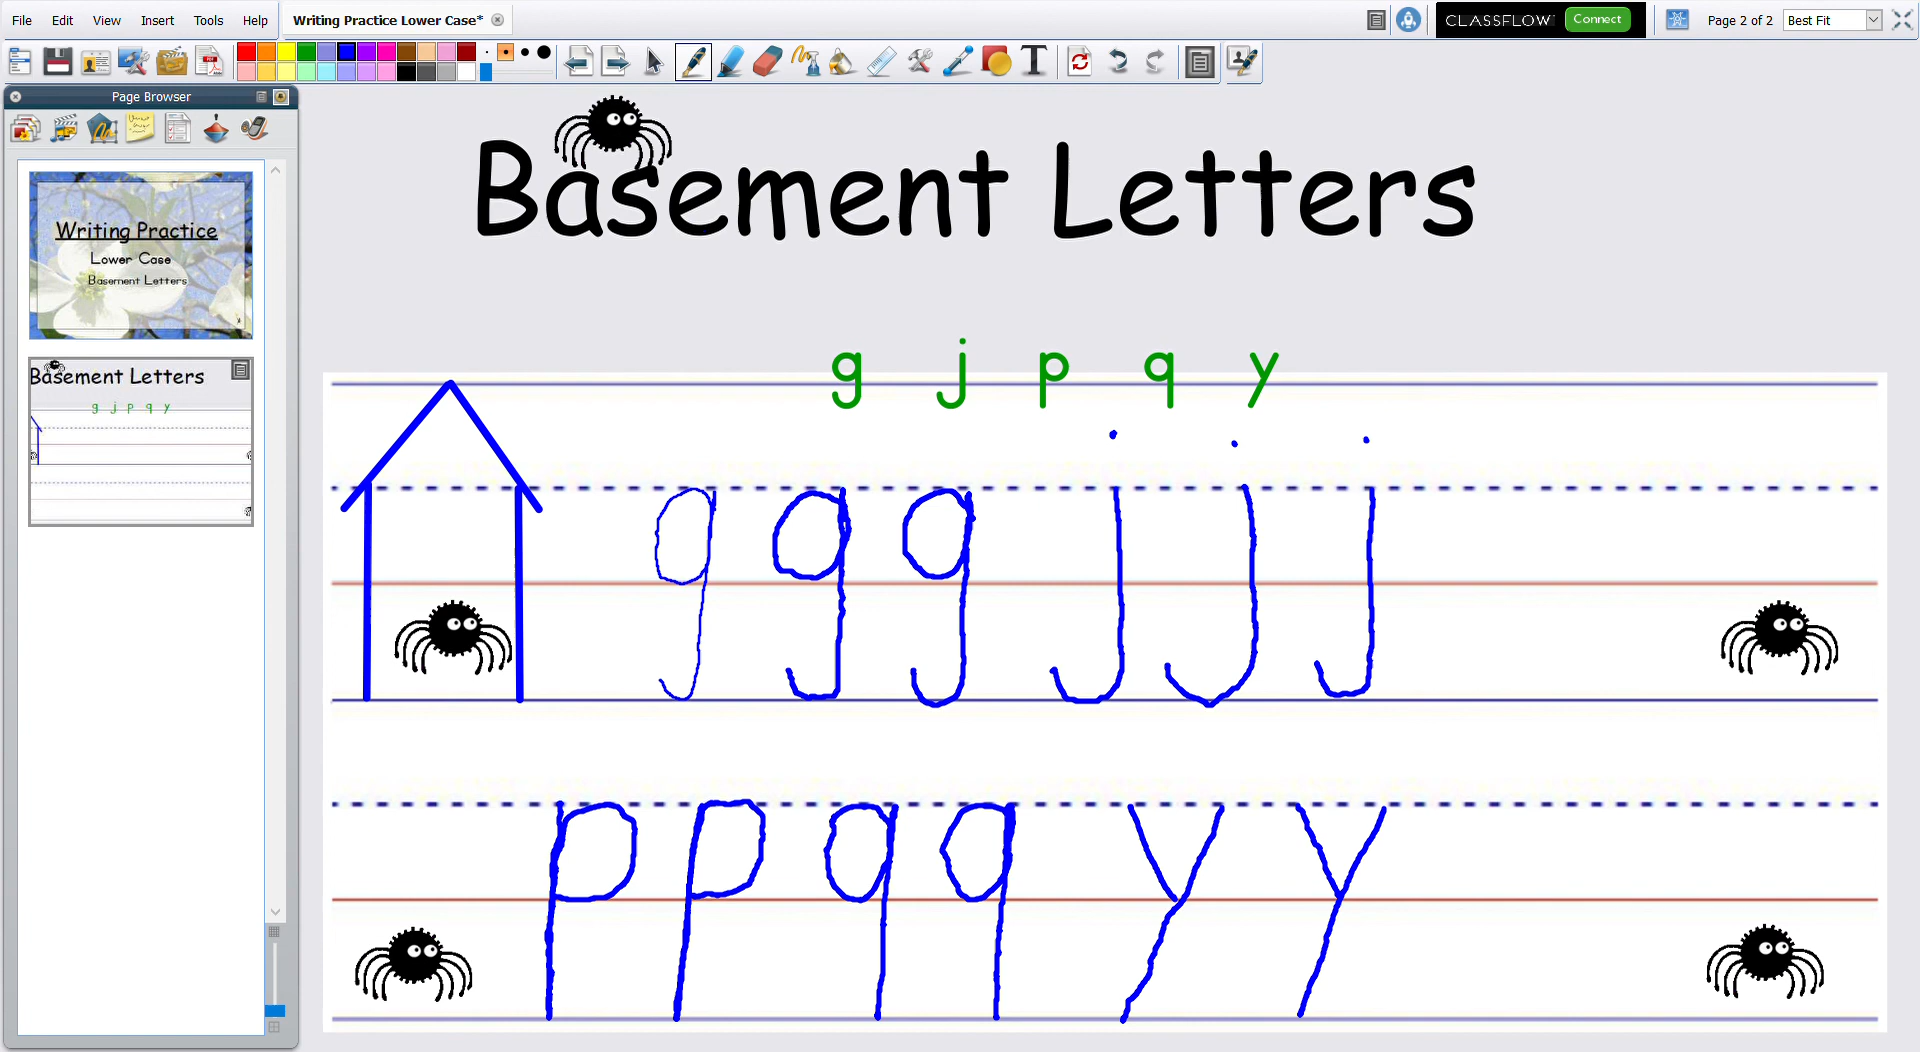 File Edit View Insert Tools Help Writing Practice Lower Case* CLASSFLOW Connect Page 2 of 2 Best Fit
T
Page Browser
Writing Practice
Lower Case
Basement Letters
Basement Letters
g j p q y
Basement Letters
g j p q y
g g g j j j
p p q q y y